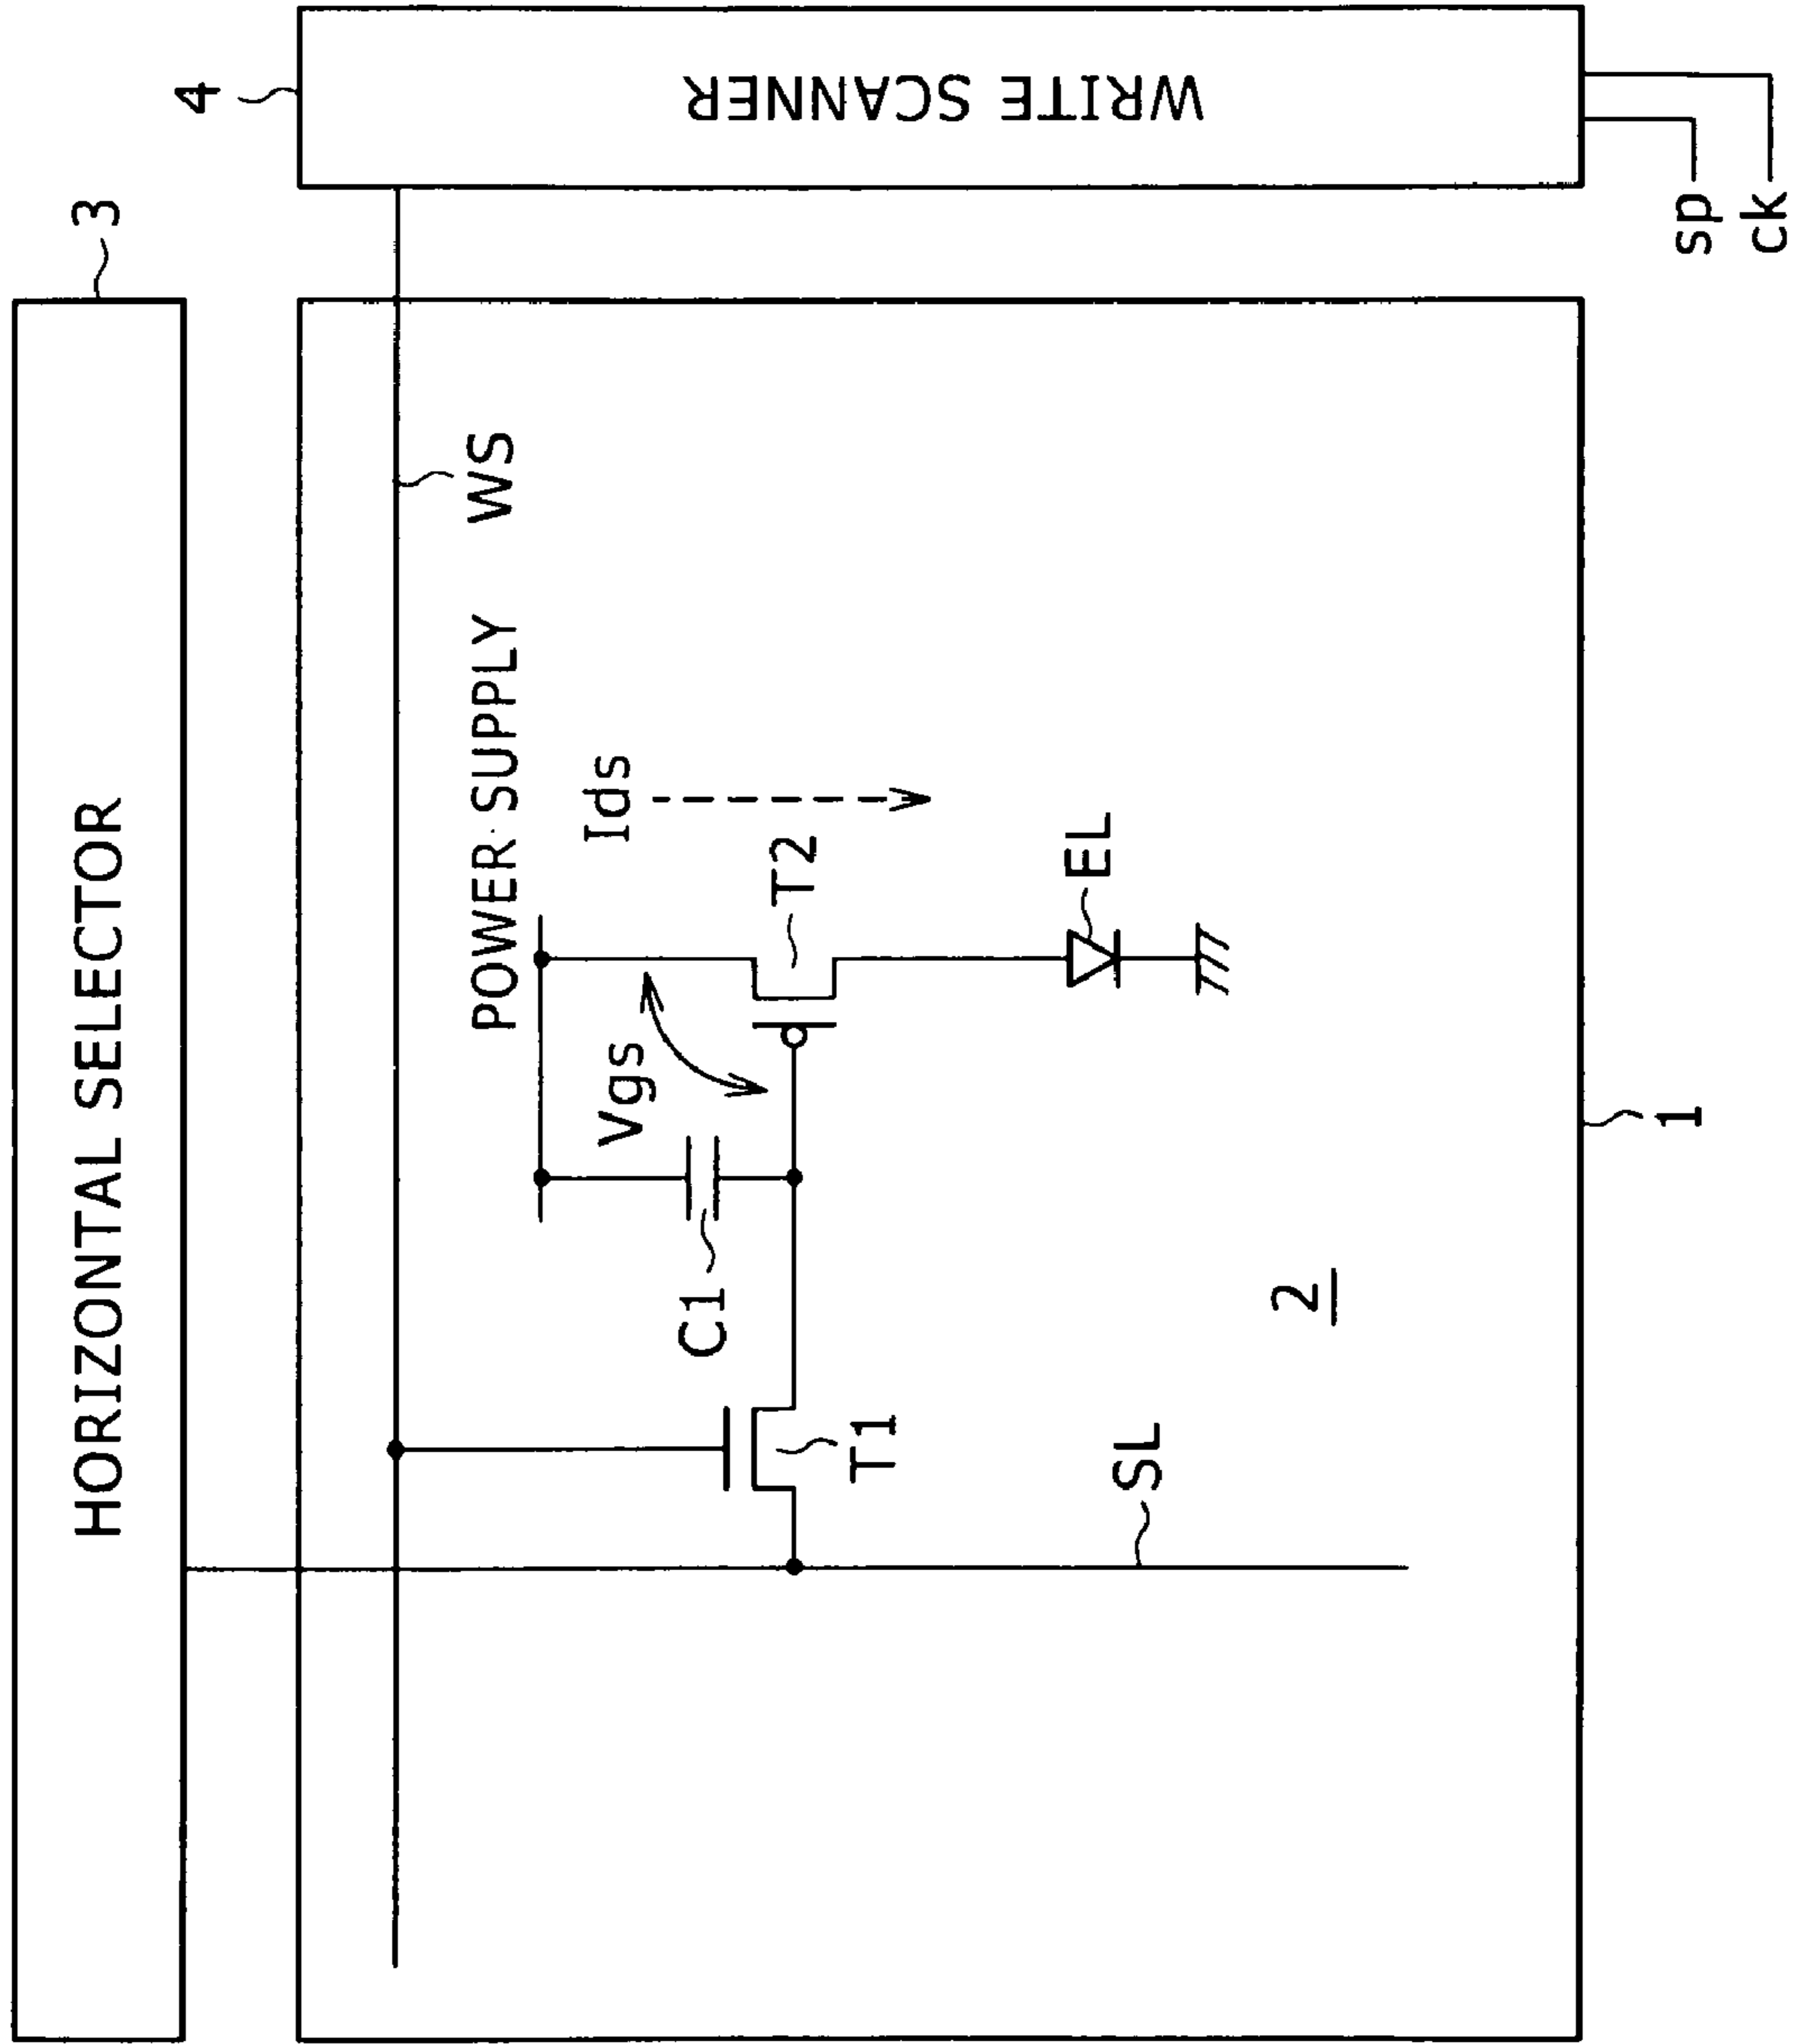 HORIZONTAL SELECTOR
3
4
WRITE SCANNER
sp
ck
WS
POWER SUPPLY
Ids
Vgs
T2
C1
EL
T1
SL
2
1